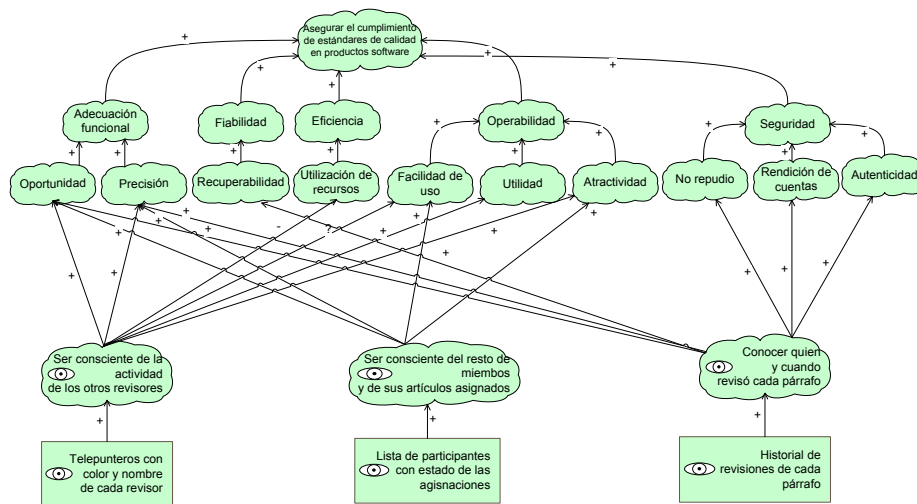 Asegurar el cumplimiento
de estándares de calidad
en productos software
+
+
+
+
+
Adecuación
funcional
Fiabilidad
Eficiencia
Operabilidad
Seguridad
+
+
+
+
+
+
+
+
+
+
Oportunidad
Precisión
Recuperabilidad
Utilización de
recursos
Facilidad de
uso
Utilidad
Atractividad
No repudio
Rendición de
cuentas
Autenticidad
+
+
+
+
+
+
-
?
+
+
+
+
+
+
+
+
Ser consciente de la
actividad
de los otros revisores
Ser consciente del resto de
miembros
y de sus artículos asignados
Conocer quien
y cuando
revisó cada párrafo
+
+
+
Telepunteros con
color y nombre
de cada revisor
Lista de participantes
con estado de las
agisnaciones
Historial de
revisiones de cada
párrafo